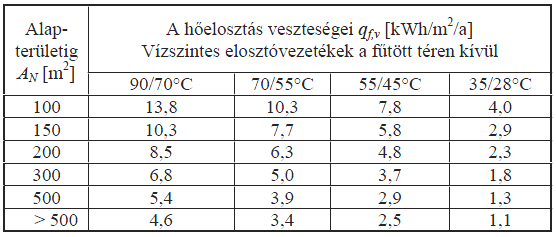 Alap-
területig
A_N [m²]
A hőelosztás veszteségei q_f,v [kWh/m²/a]
Vízszintes elosztóvezetékek a fűtött téren kívül
90/70°C 70/55°C 55/45°C 35/28°C
100 13,8 10,3 7,8 4,0
150 10,3 7,7 5,8 2,9
200 8,5 6,3 4,8 2,3
300 6,8 5,0 3,7 1,8
500 5,4 3,9 2,9 1,3
> 500 4,6 3,4 2,5 1,1